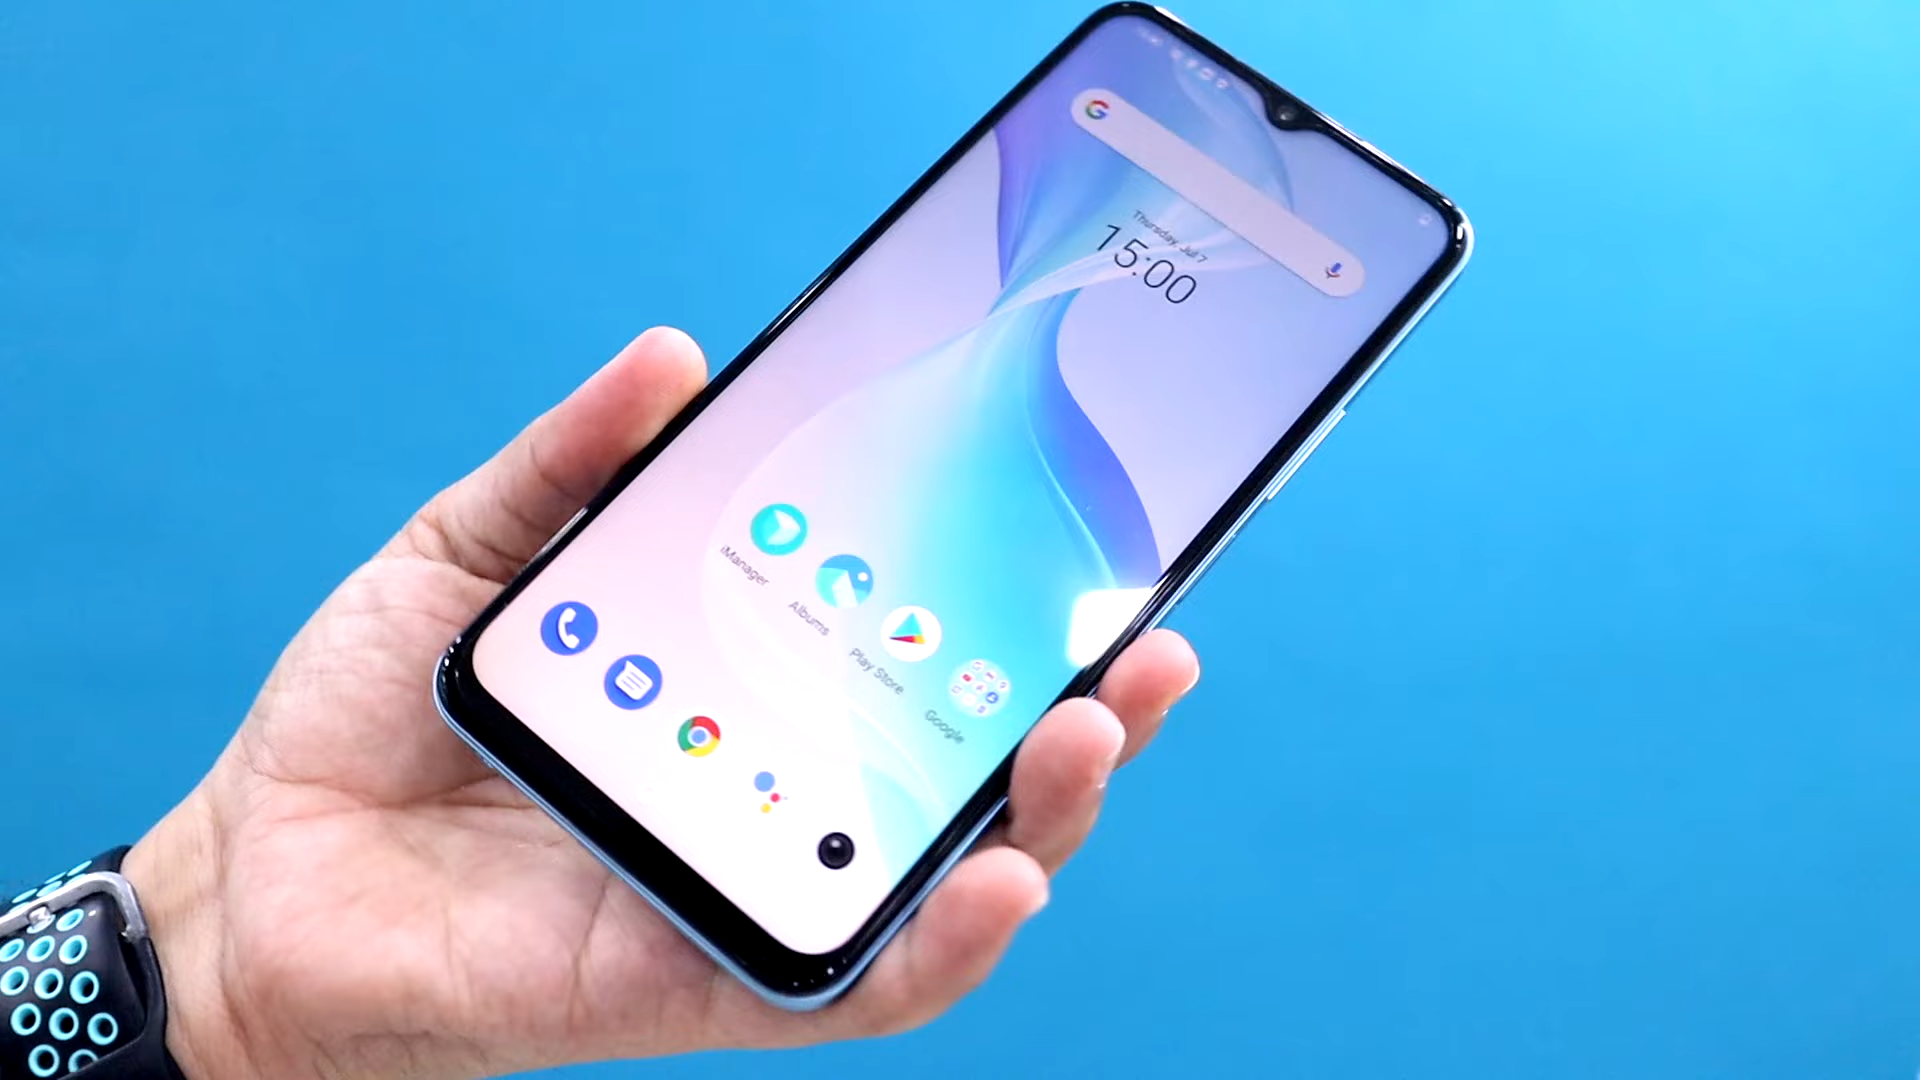 Thursday, Jul 7
15:00
iManager
Albums
Play Store
Google